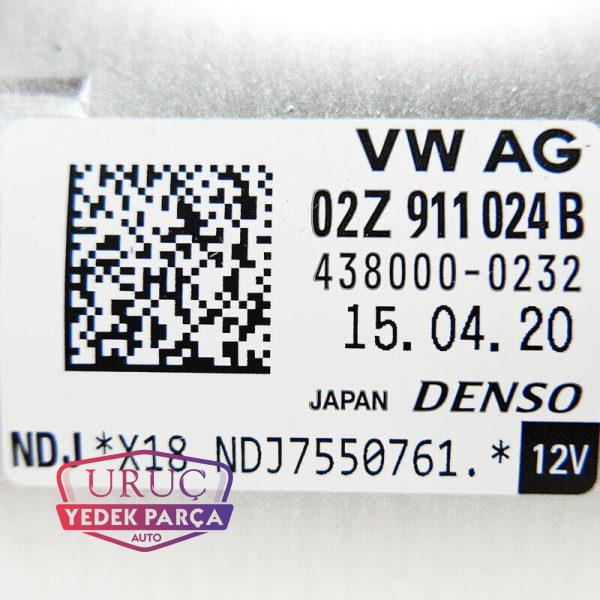 VW AG
02Z 911 024 B
438000-0232
15.04.20
JAPAN DENSO
NDJ*X18 NDJ7550761.* 12V
URUÇ
YEDEK PARÇA
AUTO